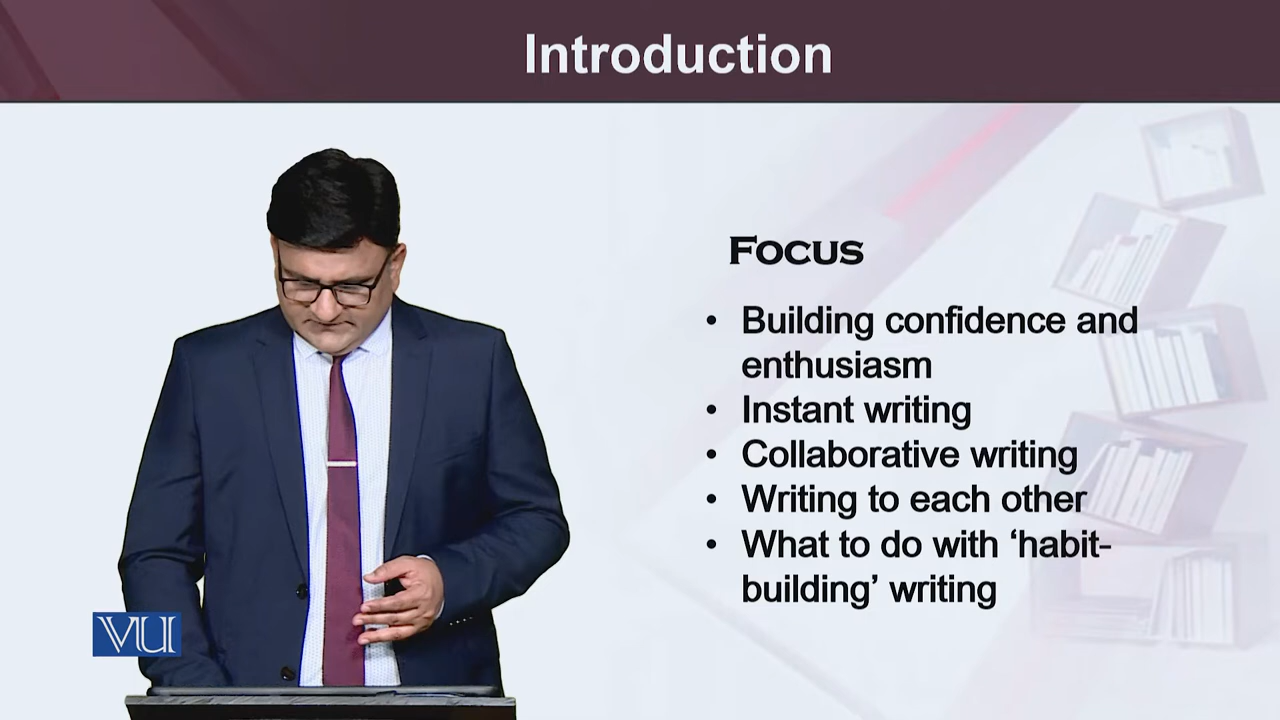 Introduction
Focus
• Building confidence and
enthusiasm
• Instant writing
• Collaborative writing
• Writing to each other
• What to do with ‘habit-
building’ writing
VU